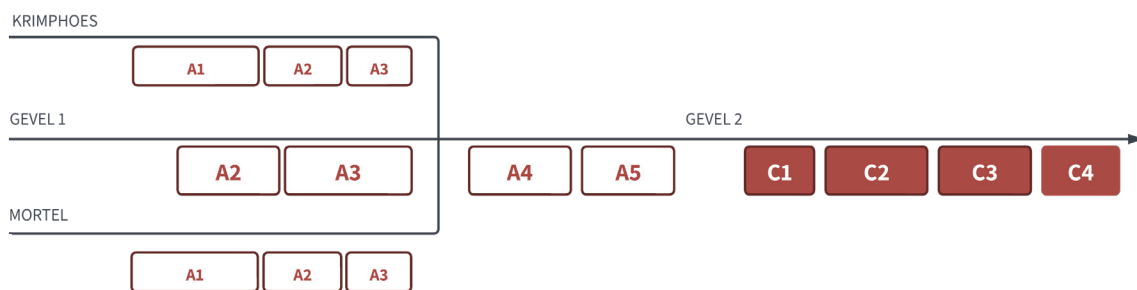 KRIMPHOES
A1 A2 A3
GEVEL 1 GEVEL 2
A2 A3 A4 A5 C1 C2 C3 C4
MORTEL
A1 A2 A3